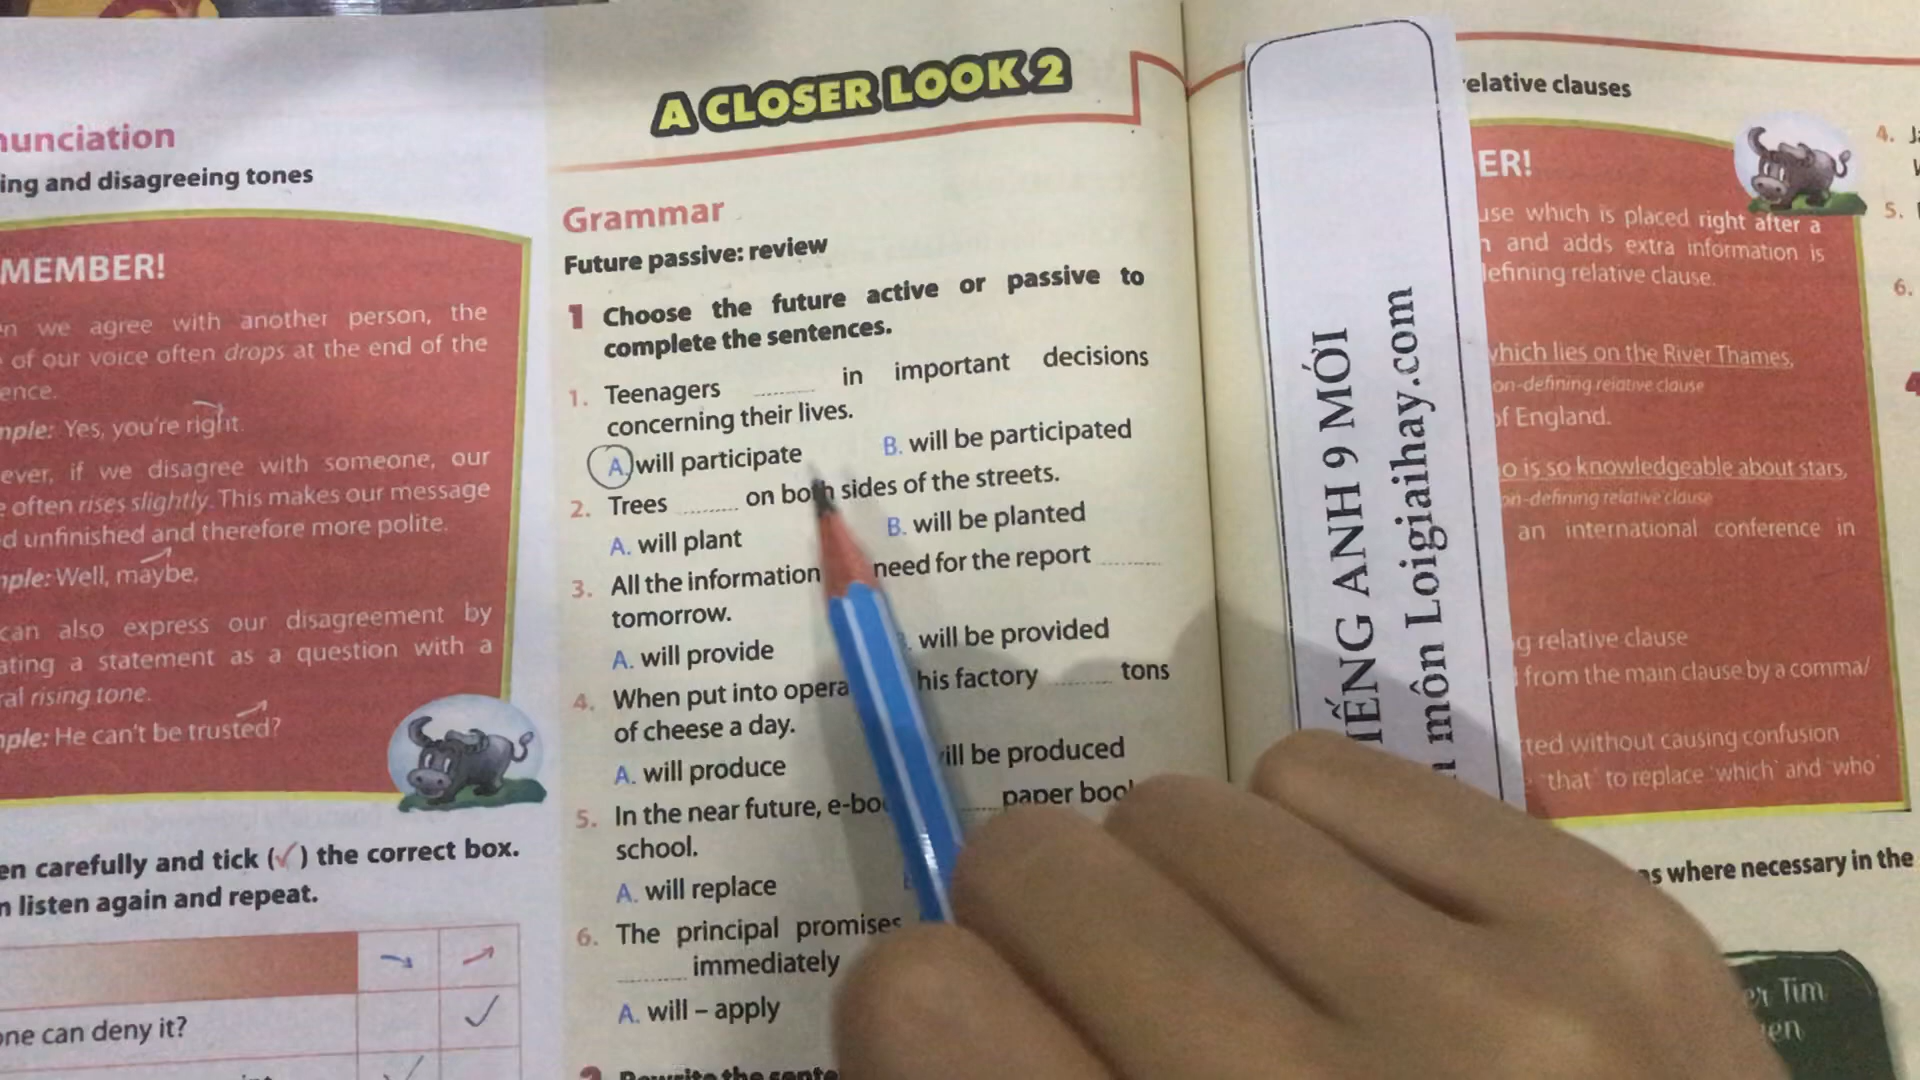 A CLOSER LOOK 2
nunciation
ing and disagreeing tones
MEMBER!
we agree with another person, the
of our voice often drops at the end of the
ence.
Yes, you're right.
ever, if we disagree with someone, our
often rises slightly. This makes our message
d unfinished and therefore more polite.
Well, maybe.
can also express our disagreement by
ating a statement as a question with a
rising tone.
He can't be trusted?
carefully and tick (✓) the correct box.
listen again and repeat.
one can deny it?
Grammar
Future passive: review
1 Choose the future active or passive to
complete the sentences.
1. Teenagers .......... in important decisions
concerning their lives.
A. will participate B. will be participated
2. Trees .......... on both sides of the streets.
A. will plant B. will be planted
3. All the information need for the report ..........
tomorrow.
A. will provide will be provided
4. When put into opera his factory .......... tons
of cheese a day.
A. will produce will be produced
5. In the near future, e-bo paper
school.
A. will replace
6. The principal promises
.......... immediately
A. will – apply
2 Rewrite the
IẾNG ANH 9 MỚI
môn Loigiaihay.com
relative clauses
ER!
use which is placed right after a
and adds extra information is
defining relative clause.
which lies on the River Thames,
on-defining relative clause
of England.
o is so knowledgeable about stars,
on-defining relative clause
an international conference in
g relative clause
from the main clause by a comma/
ted without causing confusion
'that' to replace 'which' and 'who'
4.
5.
6.
where necessary in the
er Tim